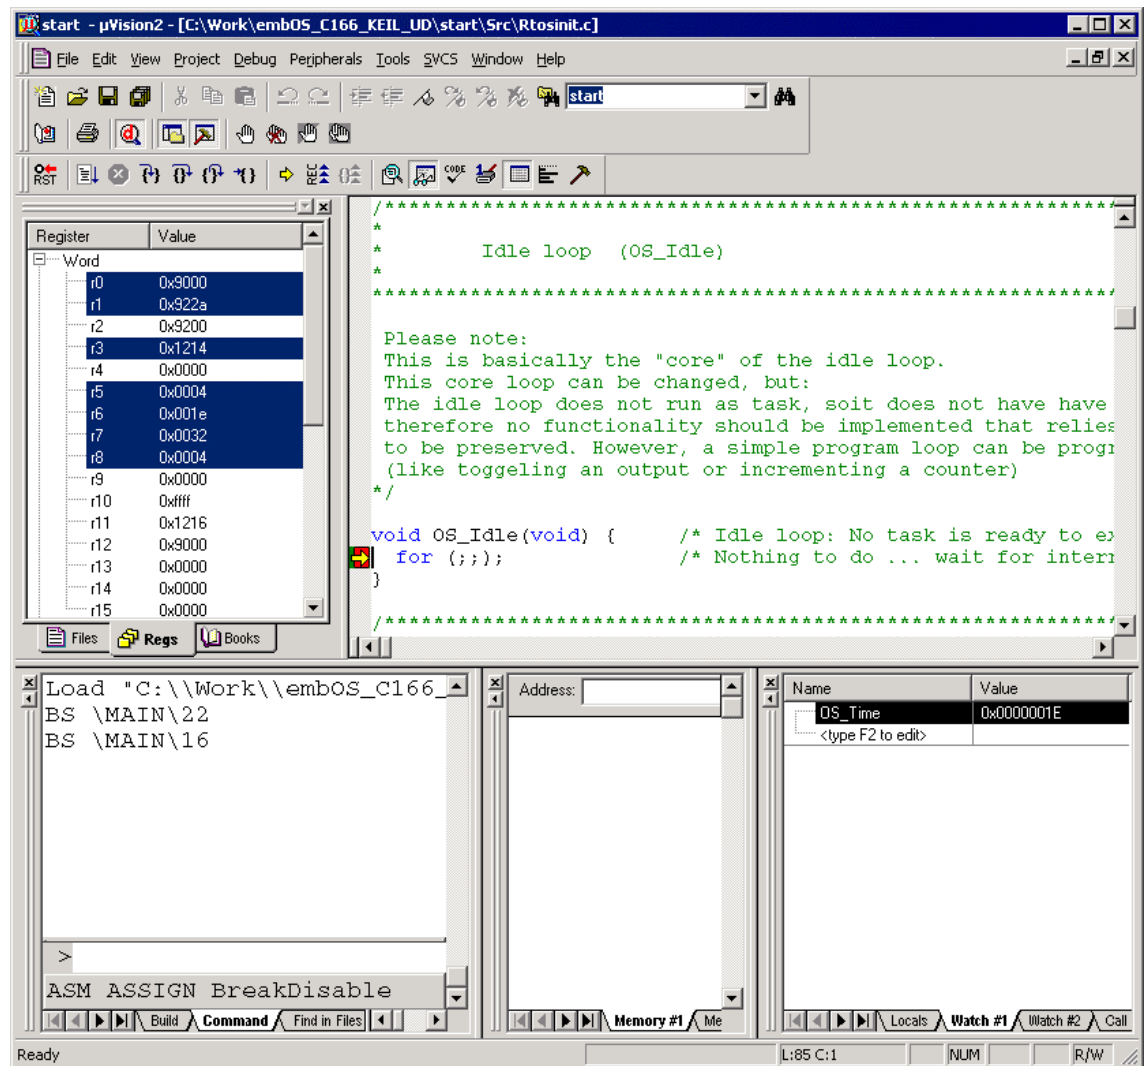 start - µVision2 - [C:\Work\embOS_C166_KEIL_UD\start\Src\Rtosinit.c]
File Edit View Project Debug Peripherals Tools SVCS Window Help
start
RST CODE
Register Value
Word
r0 0x9000
r1 0x922a
r2 0x9200
r3 0x1214
r4 0x0000
r5 0x0004
r6 0x001e
r7 0x0032
r8 0x0004
r9 0x0000
r10 0xffff
r11 0x1216
r12 0x9000
r13 0x0000
r14 0x0000
r15 0x0000
Files Regs Books
/*************************************************************
*
* Idle loop (OS_Idle)
*
**************************************************************
Please note:
This is basically the "core" of the idle loop.
This core loop can be changed, but:
The idle loop does not run as task, soit does not have have
therefore no functionality should be implemented that relies
to be preserved. However, a simple program loop can be progr
(like toggeling an output or incrementing a counter)
*/
void OS_Idle(void) { /* Idle loop: No task is ready to ex
for (;;); /* Nothing to do ... wait for interr
}
/*************************************************************
Load "C:\\Work\\embOS_C166_
BS \MAIN\22
BS \MAIN\16
>
ASM ASSIGN BreakDisable
Build Command Find in Files
Address:
Memory #1 Me
Name Value
OS_Time 0x0000001E
<type F2 to edit>
Locals Watch #1 Watch #2 Call
Ready L:85 C:1 NUM R/W